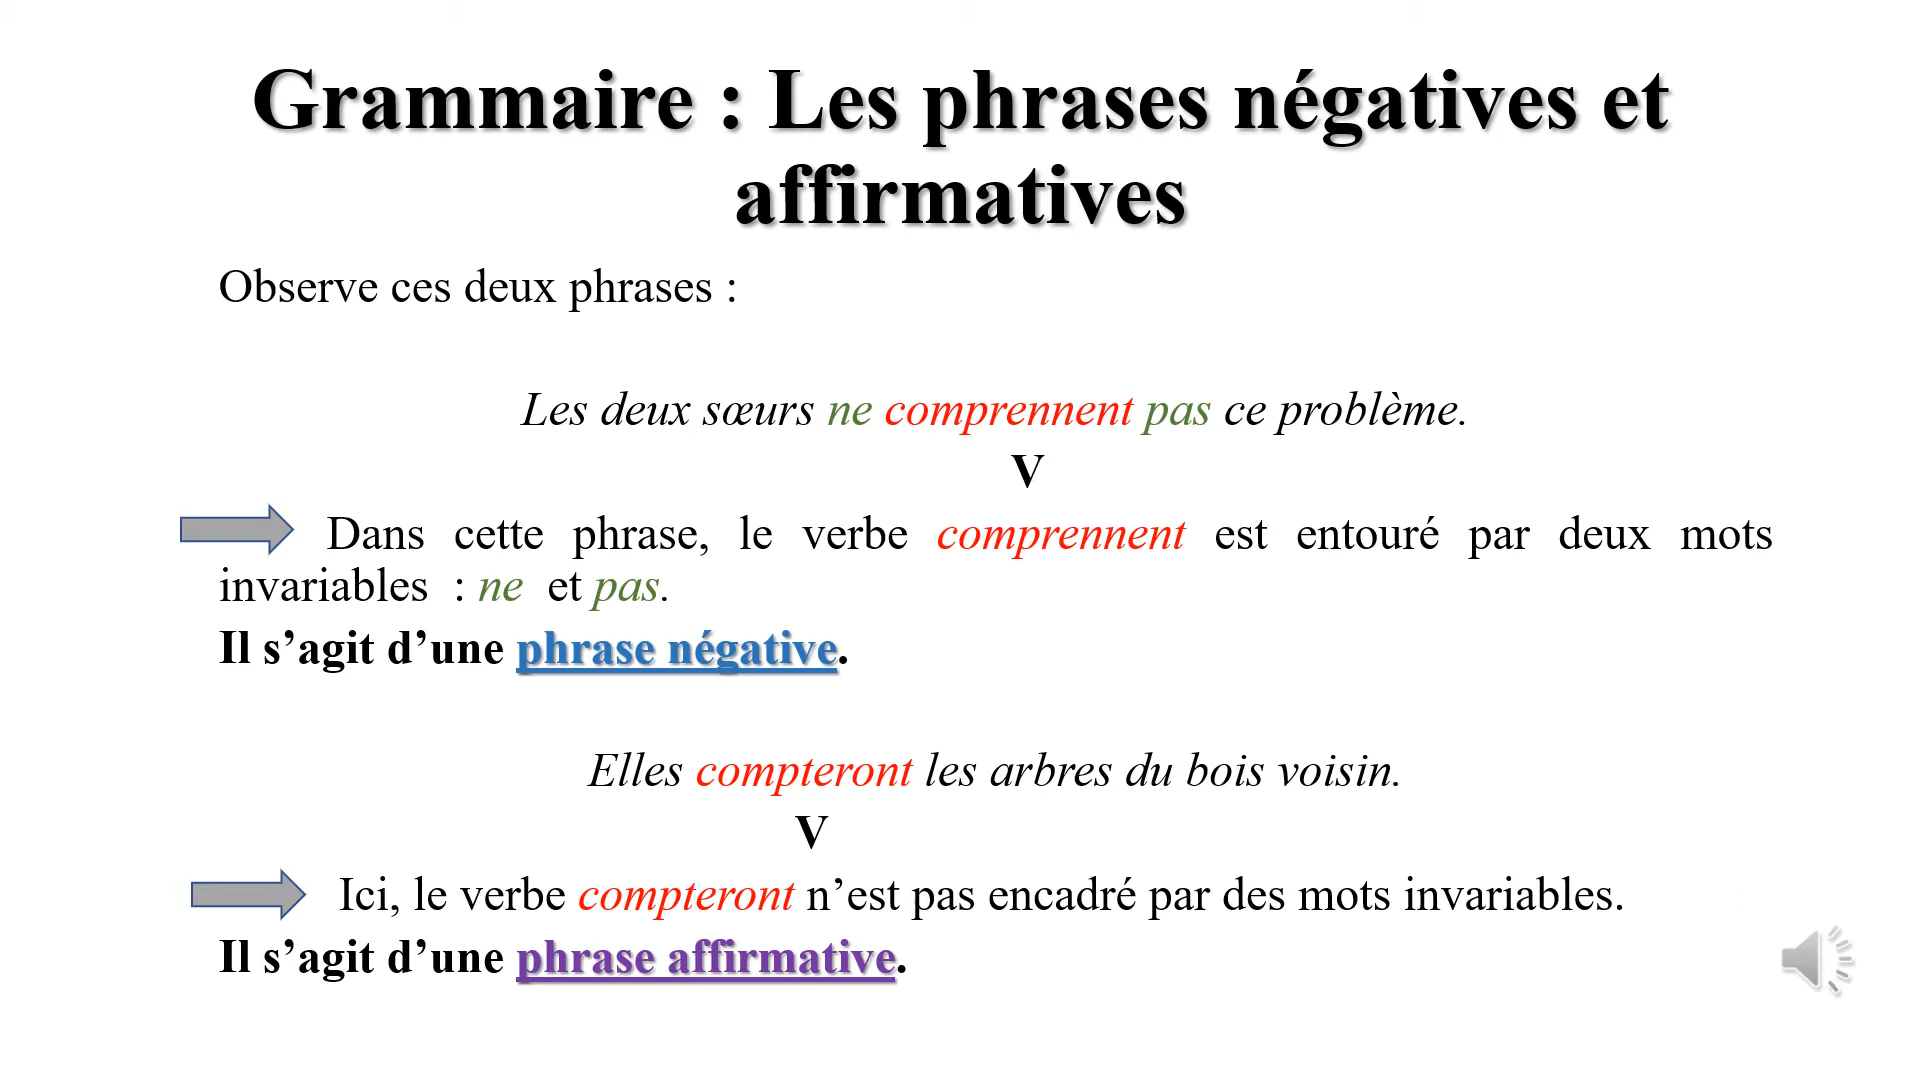 Grammaire : Les phrases négatives et
affirmatives
Observe ces deux phrases :
Les deux sœurs ne comprennent pas ce problème.
V
Dans cette phrase, le verbe comprennent est entouré par deux mots
invariables : ne et pas.
Il s’agit d’une phrase négative.
Elles compteront les arbres du bois voisin.
V
Ici, le verbe compteront n’est pas encadré par des mots invariables.
Il s’agit d’une phrase affirmative.